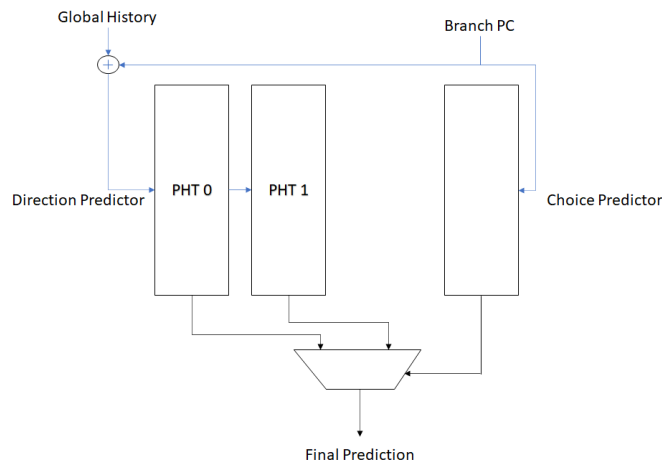 Global History
Branch PC
+
PHT 0
PHT 1
Direction Predictor
Choice Predictor
Final Prediction